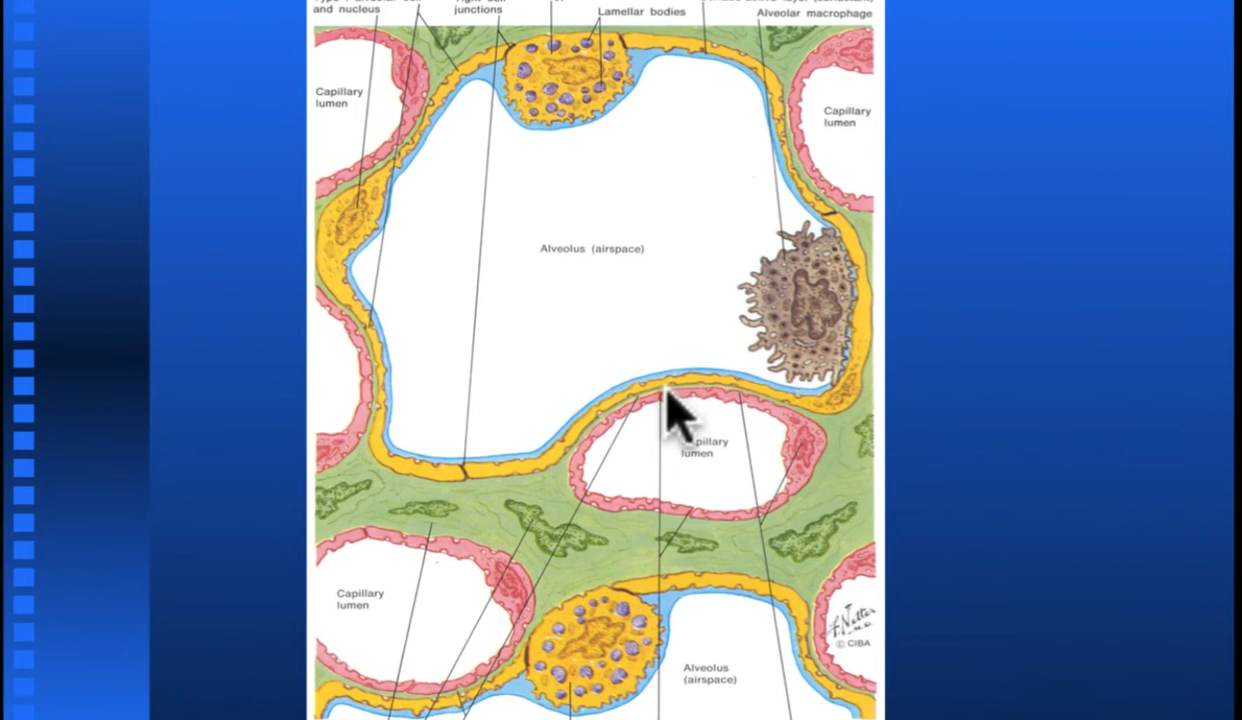 and nucleus
junctions
Lamellar bodies
Alveolar macrophage
Capillary
lumen
Capillary
lumen
Alveolus (airspace)
pillary
lumen
Capillary
lumen
Alveolus
(airspace)
F. Netter
M.D.
© CIBA